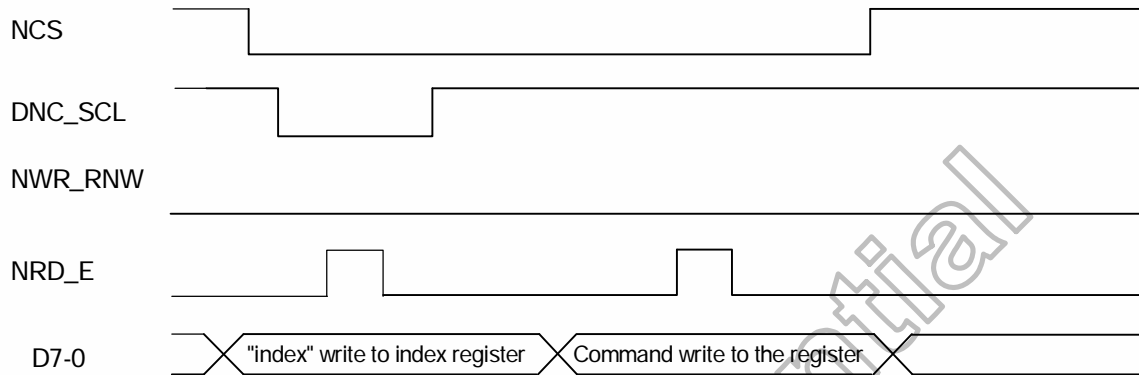 NCS
DNC_SCL
NWR_RNW
NRD_E
D7-0 "index" write to index register Command write to the register